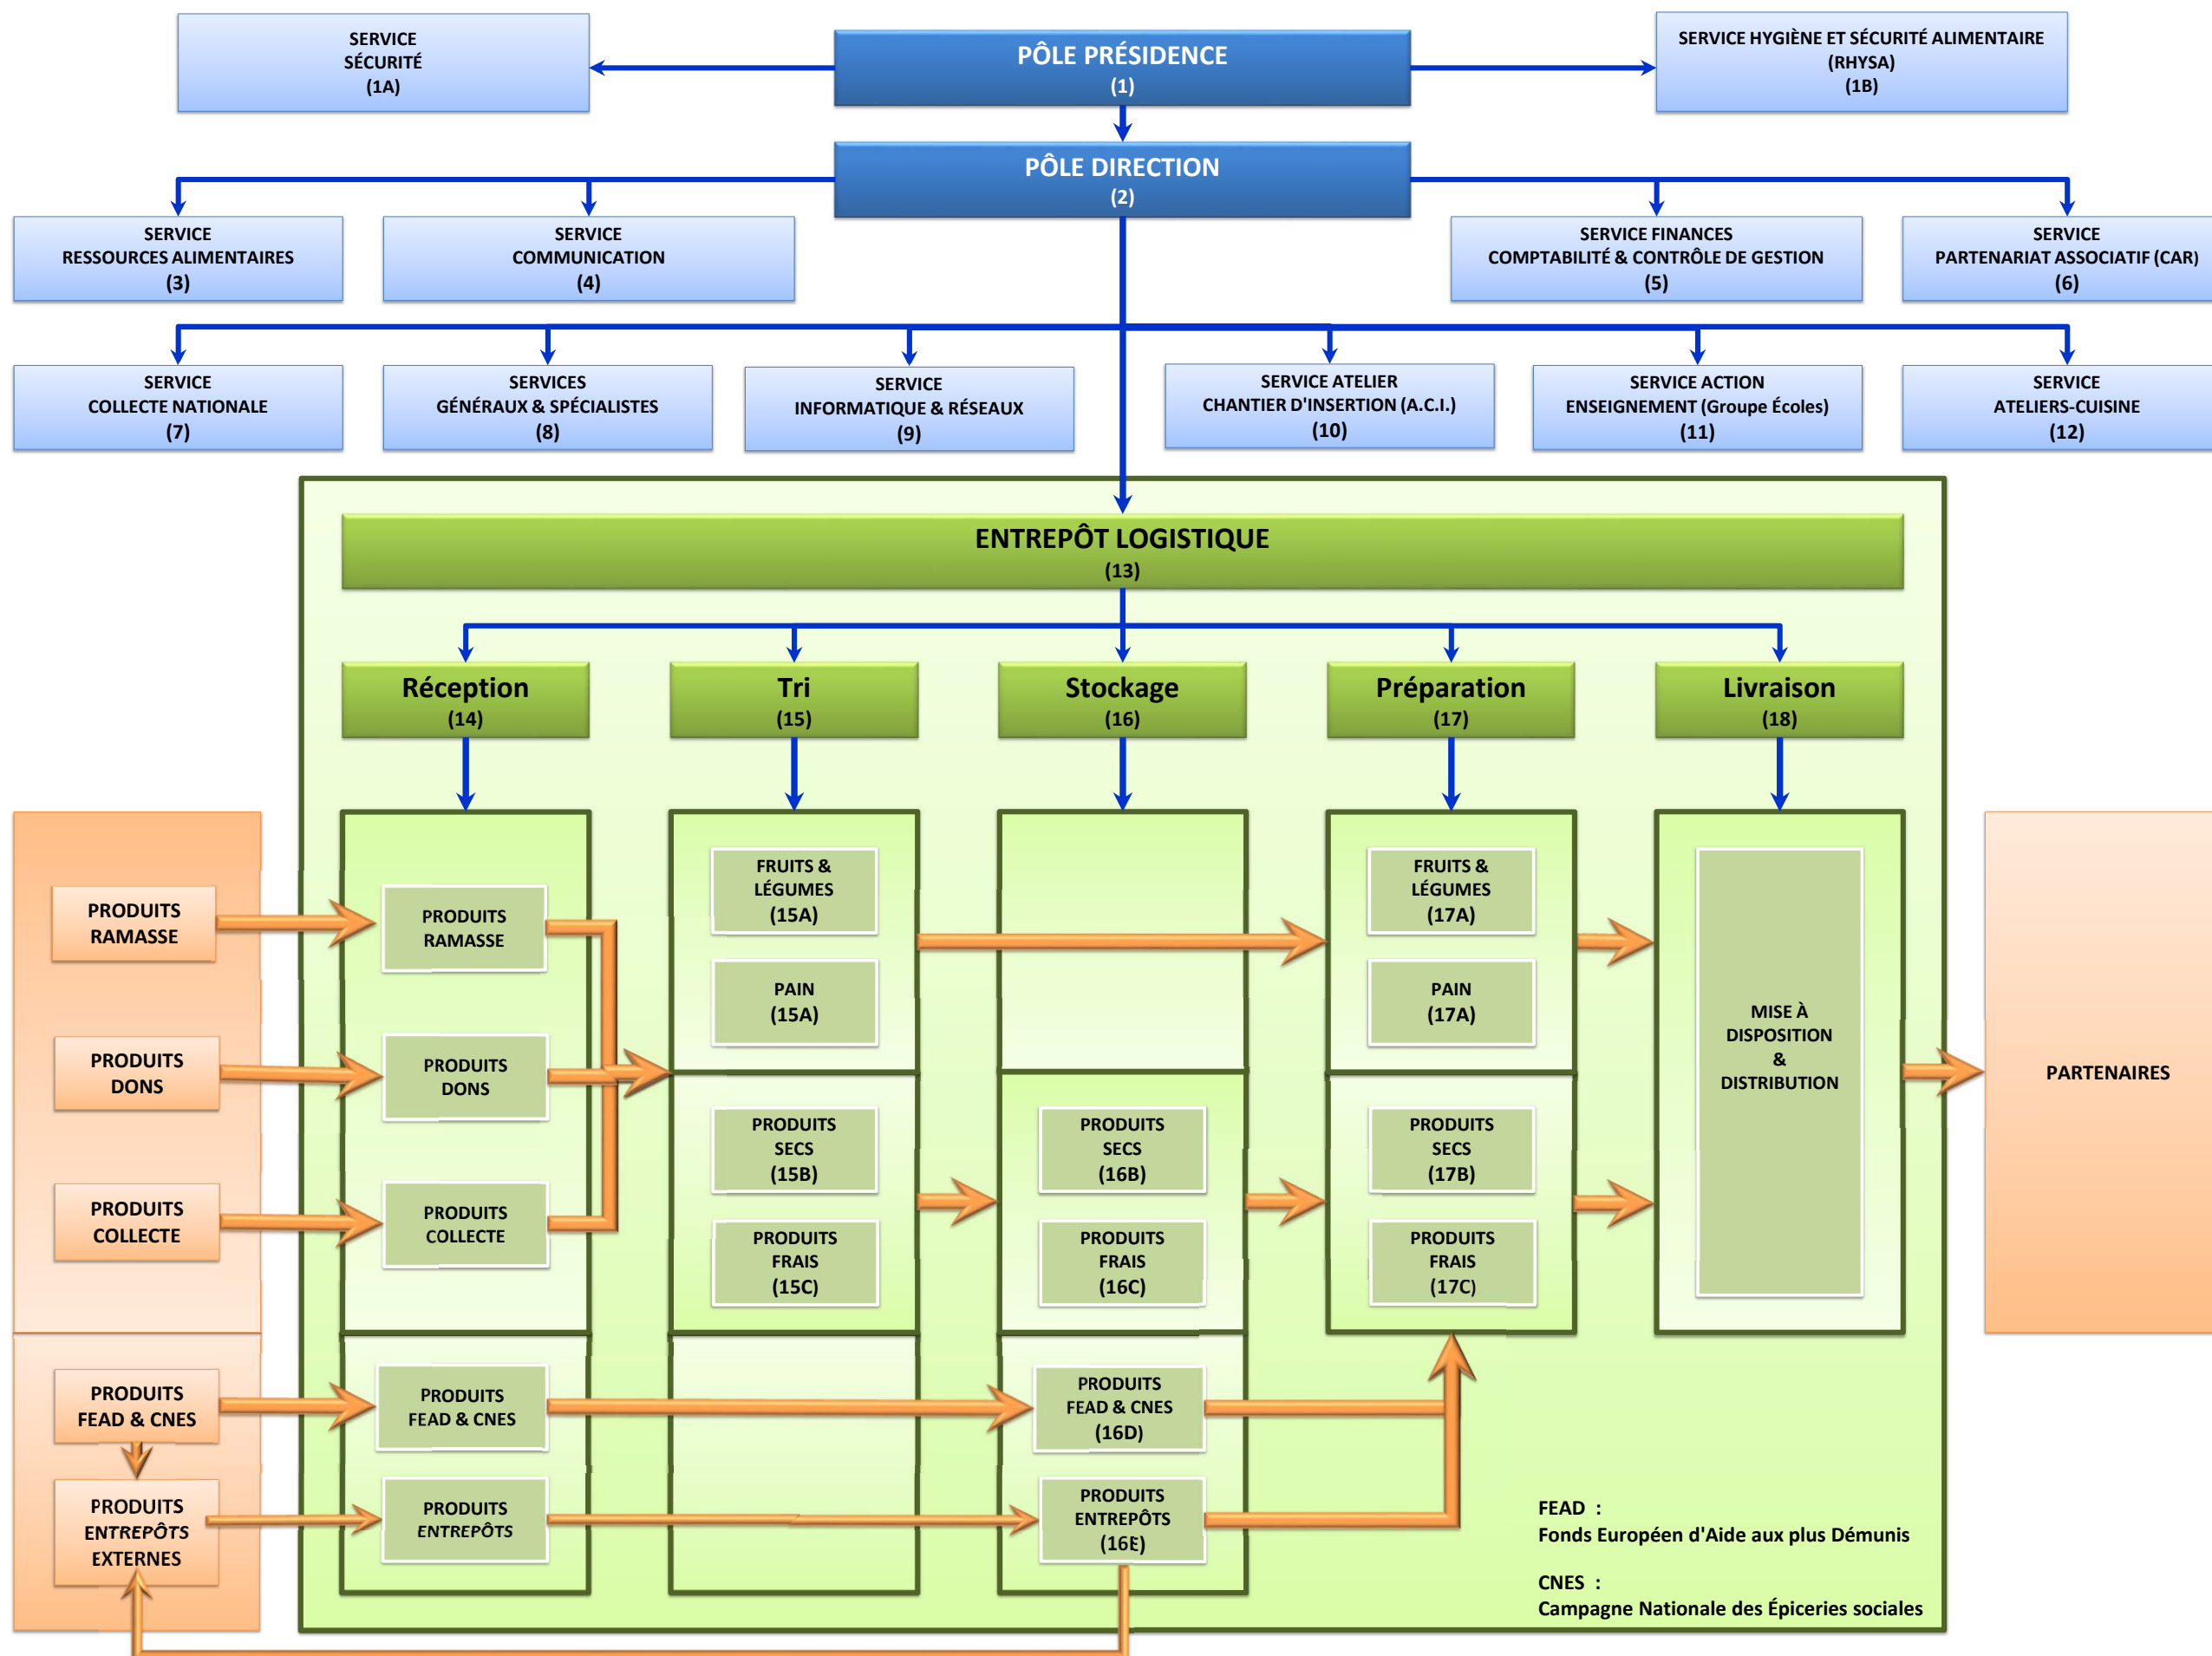 SERVICE
SÉCURITÉ
(1A)
PÔLE PRÉSIDENCE
(1)
SERVICE HYGIÈNE ET SÉCURITÉ ALIMENTAIRE
(RHYSA)
(1B)
PÔLE DIRECTION
(2)
SERVICE
RESSOURCES ALIMENTAIRES
(3)
SERVICE
COMMUNICATION
(4)
SERVICE FINANCES
COMPTABILITÉ & CONTRÔLE DE GESTION
(5)
SERVICE
PARTENARIAT ASSOCIATIF (CAR)
(6)
SERVICE
COLLECTE NATIONALE
(7)
SERVICES
GÉNÉRAUX & SPÉCIALISTES
(8)
SERVICE
INFORMATIQUE & RÉSEAUX
(9)
SERVICE ATELIER
CHANTIER D'INSERTION (A.C.I.)
(10)
SERVICE ACTION
ENSEIGNEMENT (Groupe Écoles)
(11)
SERVICE
ATELIERS-CUISINE
(12)
ENTREPÔT LOGISTIQUE
(13)
Réception
(14)
Tri
(15)
Stockage
(16)
Préparation
(17)
Livraison
(18)
PRODUITS
RAMASSE
PRODUITS
DONS
PRODUITS
COLLECTE
PRODUITS
FEAD & CNES
PRODUITS
ENTREPÔTS
EXTERNES
PRODUITS
RAMASSE
PRODUITS
DONS
PRODUITS
COLLECTE
PRODUITS
FEAD & CNES
PRODUITS
ENTREPÔTS
FRUITS &
LÉGUMES
(15A)
PAIN
(15A)
PRODUITS
SECS
(15B)
PRODUITS
FRAIS
(15C)
PRODUITS
SECS
(16B)
PRODUITS
FRAIS
(16C)
PRODUITS
FEAD & CNES
(16D)
PRODUITS
ENTREPÔTS
(16E)
FRUITS &
LÉGUMES
(17A)
PAIN
(17A)
PRODUITS
SECS
(17B)
PRODUITS
FRAIS
(17C)
MISE À
DISPOSITION
&
DISTRIBUTION
PARTENAIRES
FEAD :
Fonds Européen d'Aide aux plus Démunis
CNES :
Campagne Nationale des Épiceries sociales